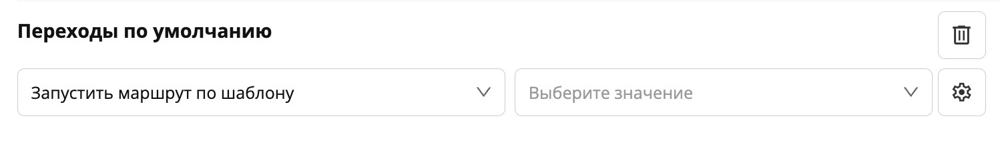 Переходы по умолчанию
Запустить маршрут по шаблону
Выберите значение